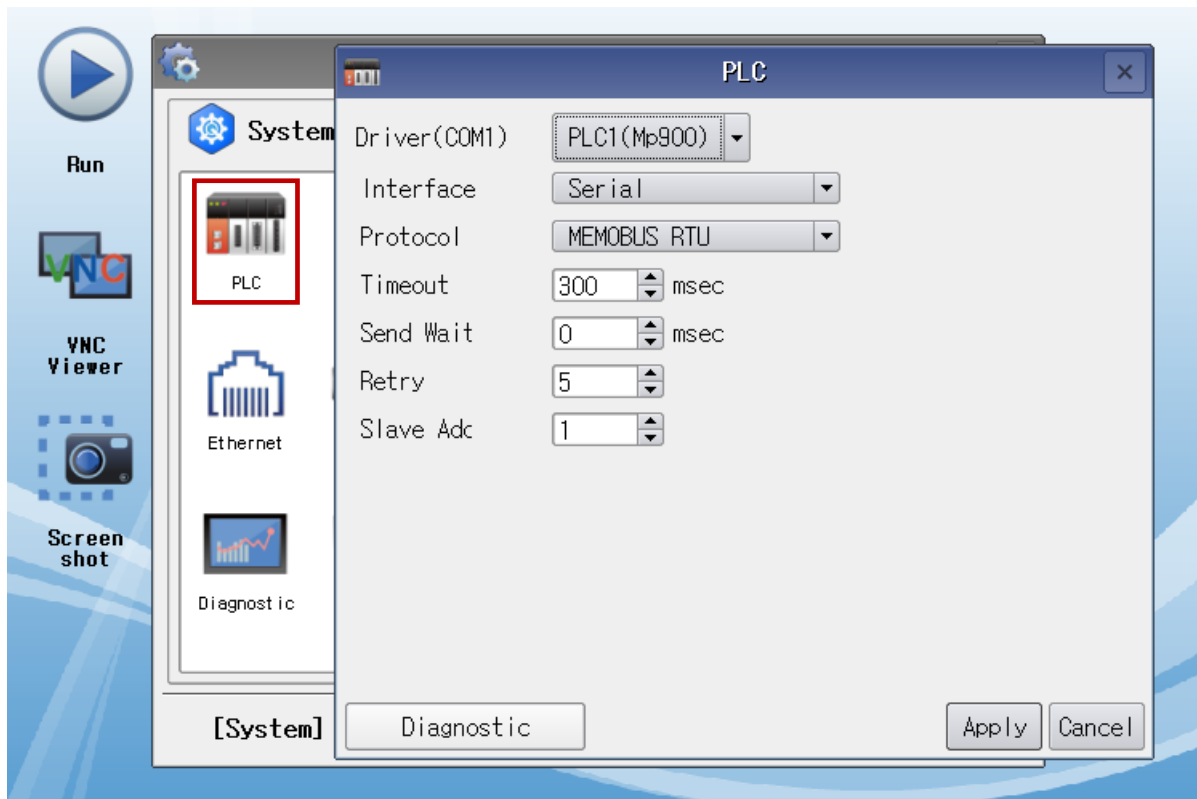 Run
VNC
VNC
Viewer
Screen
shot
System
PLC
Ethernet
Diagnostic
[System]
PLC
Driver(COM1) PLC1(Mp900)
Interface Serial
Protocol MEMOBUS RTU
Timeout 300 msec
Send Wait 0 msec
Retry 5
Slave Adc 1
Diagnostic Apply Cancel